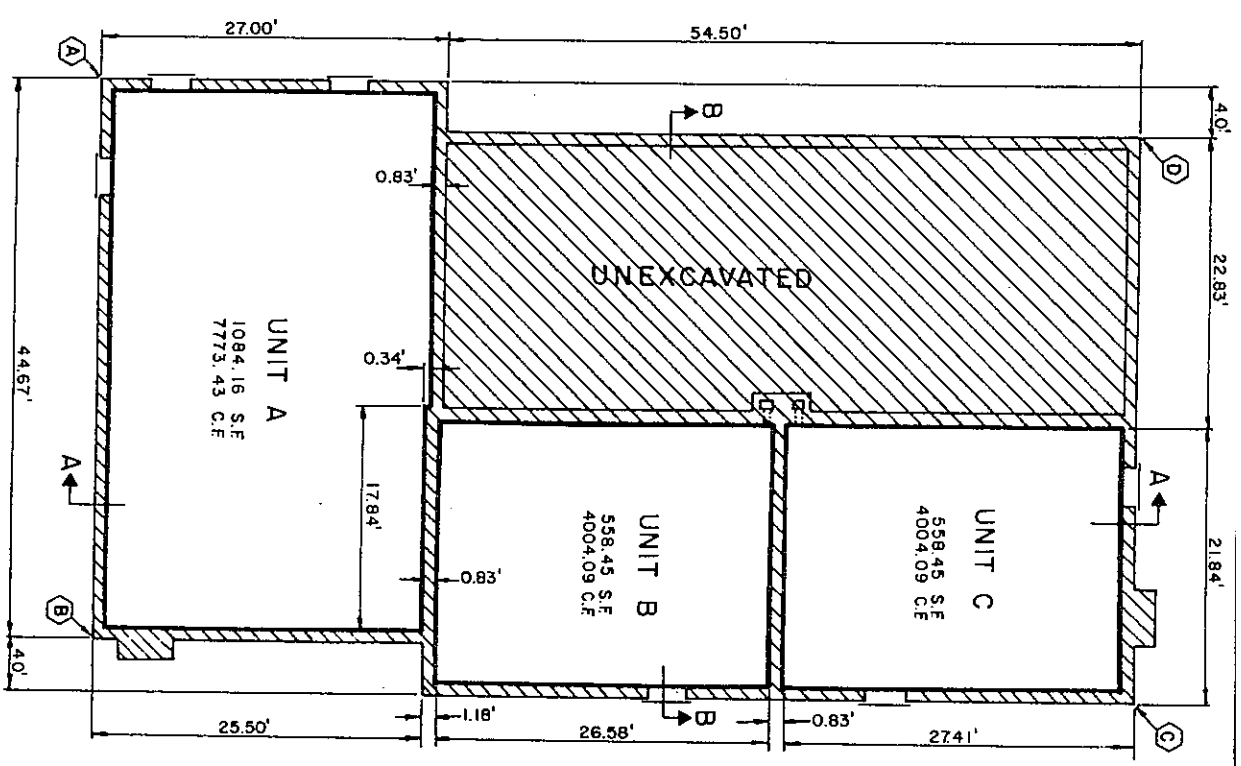 27.00'
54.50'
A
B
4.0'
D
0.83'
UNEXCAVATED
22.83'
44.67'
UNIT A
1084.16 S.F.
7773.43 C.F.
0.34'
A
17.84'
UNIT B
558.45 S.F.
4004.09 C.F.
UNIT C
558.45 S.F.
4004.09 C.F.
A
21.84'
0.83'
B
4.0'
B
C
25.50'
1.18'
26.58'
0.83'
27.41'